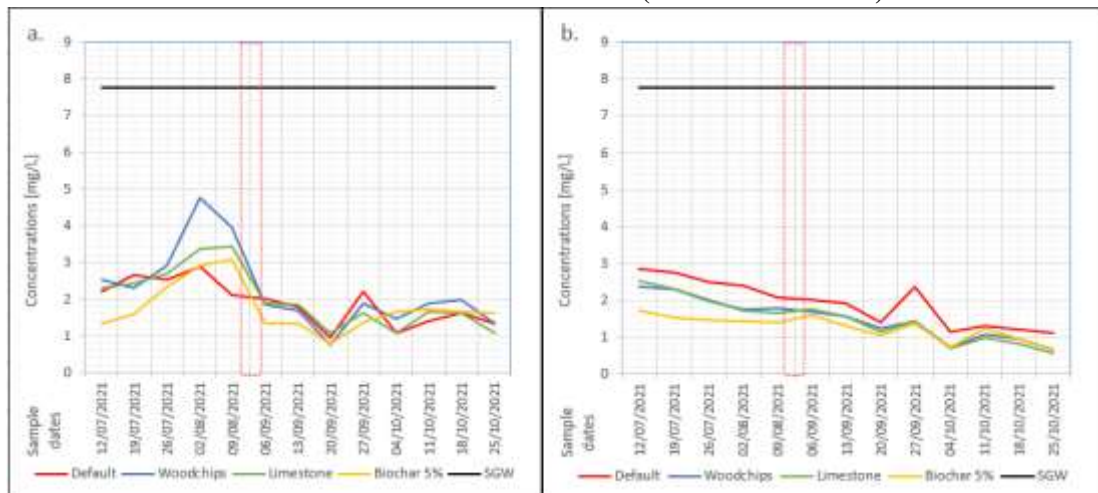 a.
9
8
7
6
5
4
3
2
1
0
Concentrations [mg/L]
Sample
dates
12/07/2021
19/07/2021
26/07/2021
02/08/2021
09/08/2021
06/09/2021
13/09/2021
20/09/2021
27/09/2021
04/10/2021
11/10/2021
18/10/2021
25/10/2021
Default
Woodchips
Limestone
Biochar 5%
SGW
b.
9
8
7
6
5
4
3
2
1
0
Concentrations [mg/L]
Sample
dates
12/07/2021
19/07/2021
26/07/2021
02/08/2021
09/08/2021
06/09/2021
13/09/2021
20/09/2021
27/09/2021
04/10/2021
11/10/2021
18/10/2021
25/10/2021
Default
Woodchips
Limestone
Biochar 5%
SGW